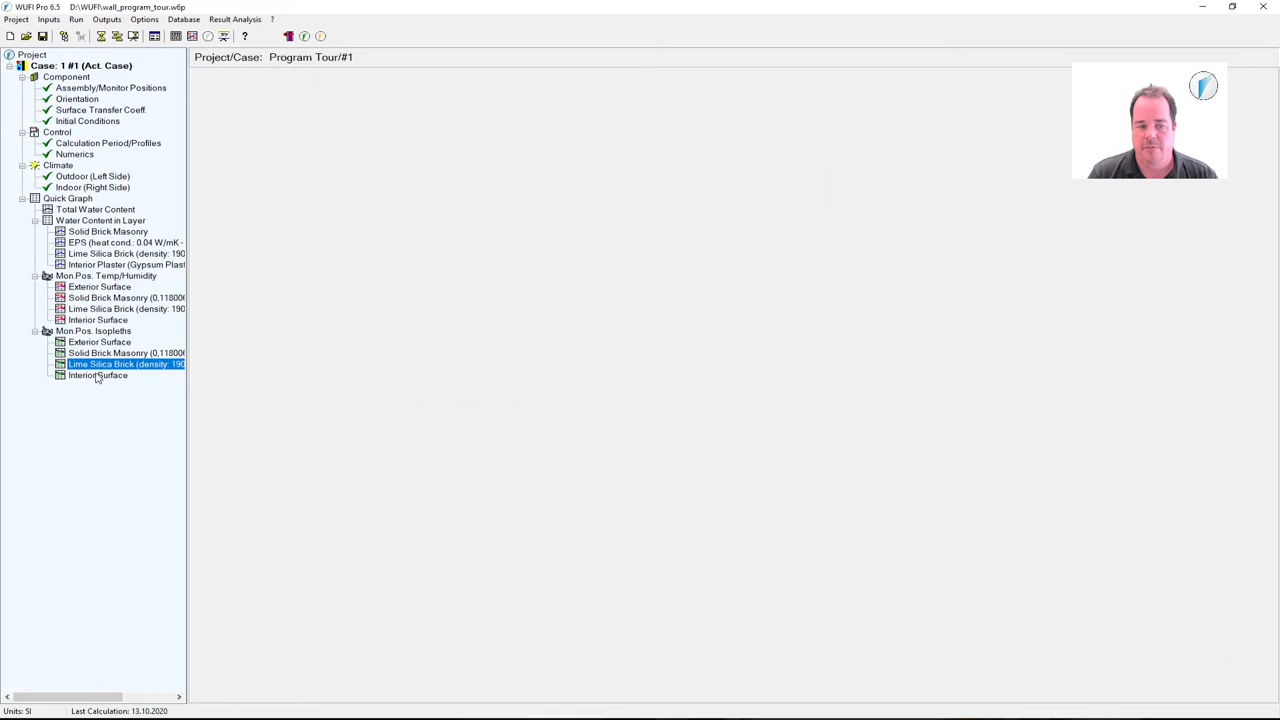 WUFI Pro 6.5 D:\WUFI\wall_program_tour.w6p
Project Inputs Run Outputs Options Database Result Analysis ?
Project
Case: 1 #1 (Act. Case)
Component
Assembly/Monitor Positions
Orientation
Surface Transfer Coeff.
Initial Conditions
Control
Calculation Period/Profiles
Numerics
Climate
Outdoor (Left Side)
Indoor (Right Side)
Quick Graph
Total Water Content
Water Content in Layer
Solid Brick Masonry
EPS (heat cond.: 0.04 W/mK -
Lime Silica Brick (density: 190
Interior Plaster (Gypsum Plast
Mon.Pos. Temp/Humidity
Exterior Surface
Solid Brick Masonry (0,118006
Lime Silica Brick (density: 190
Interior Surface
Mon.Pos. Isopleths
Exterior Surface
Solid Brick Masonry (0,118006
Lime Silica Brick (density: 190
Interior Surface
Project/Case: Program Tour/#1
Units: SI Last Calculation: 13.10.2020